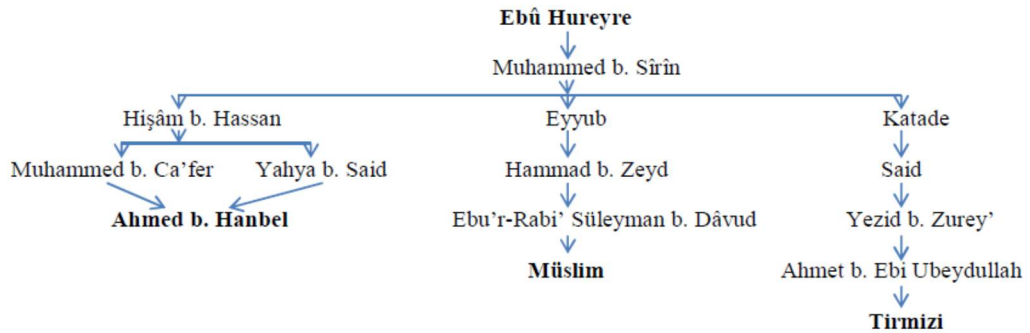 Ebû Hureyre
Muhammed b. Sîrîn
Hişâm b. Hassan Eyyub Katade
Muhammed b. Ca’fer Yahya b. Said Hammad b. Zeyd Said
Ahmed b. Hanbel Ebu’r-Rabi’ Süleyman b. Dâvud Yezid b. Zurey’
Müslim Ahmet b. Ebi Ubeydullah
Tirmizi